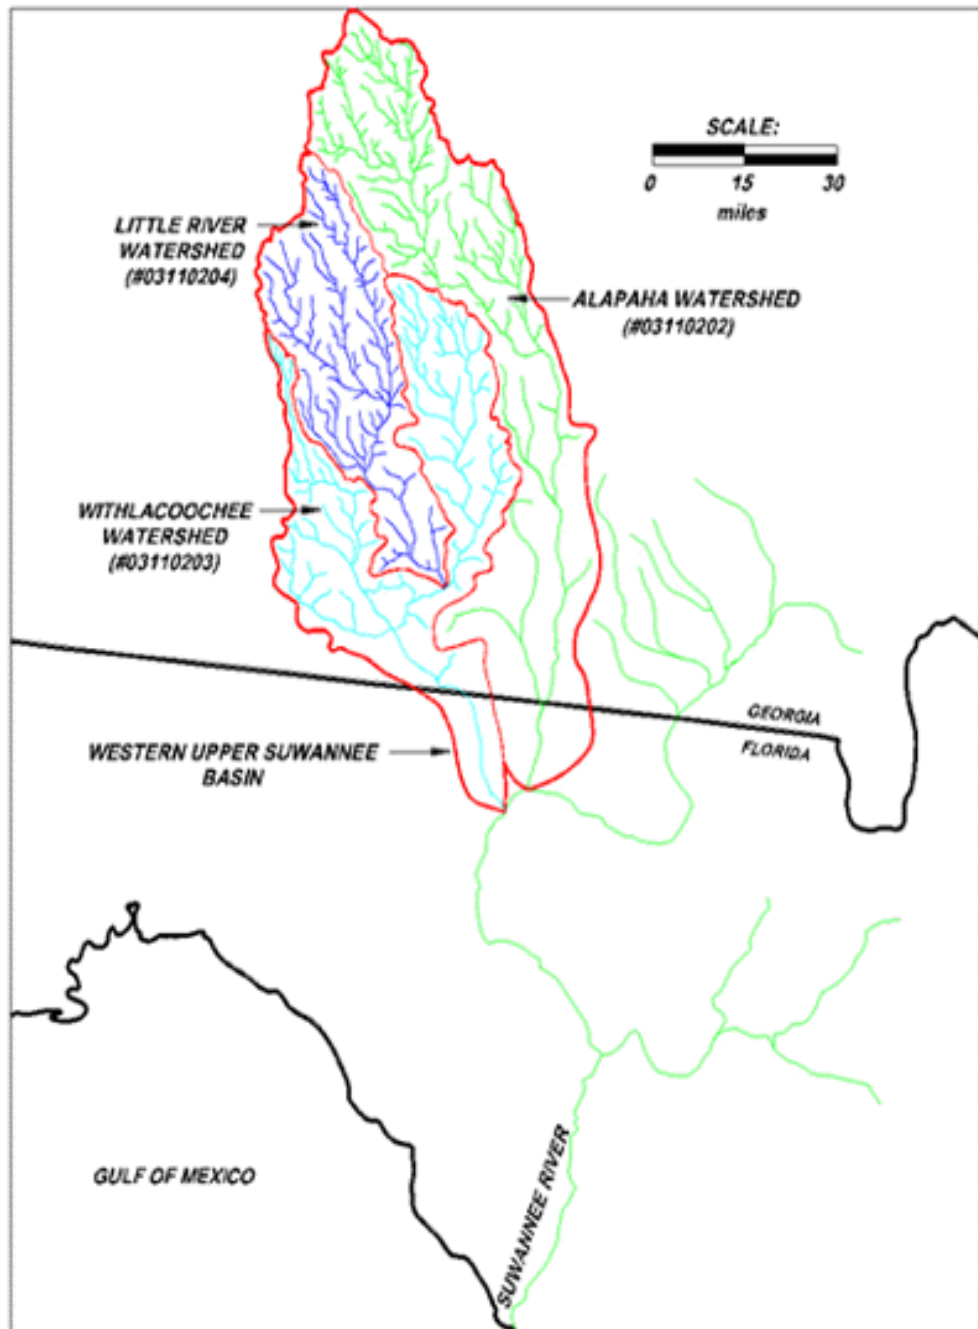 SCALE:
0 15 30
miles
LITTLE RIVER
WATERSHED
(#03110204)
ALAPAHA WATERSHED
(#03110202)
WITHLACOOCHEE
WATERSHED
(#03110203)
GEORGIA
FLORIDA
WESTERN UPPER SUWANNEE
BASIN
GULF OF MEXICO
SUWANNEE RIVER